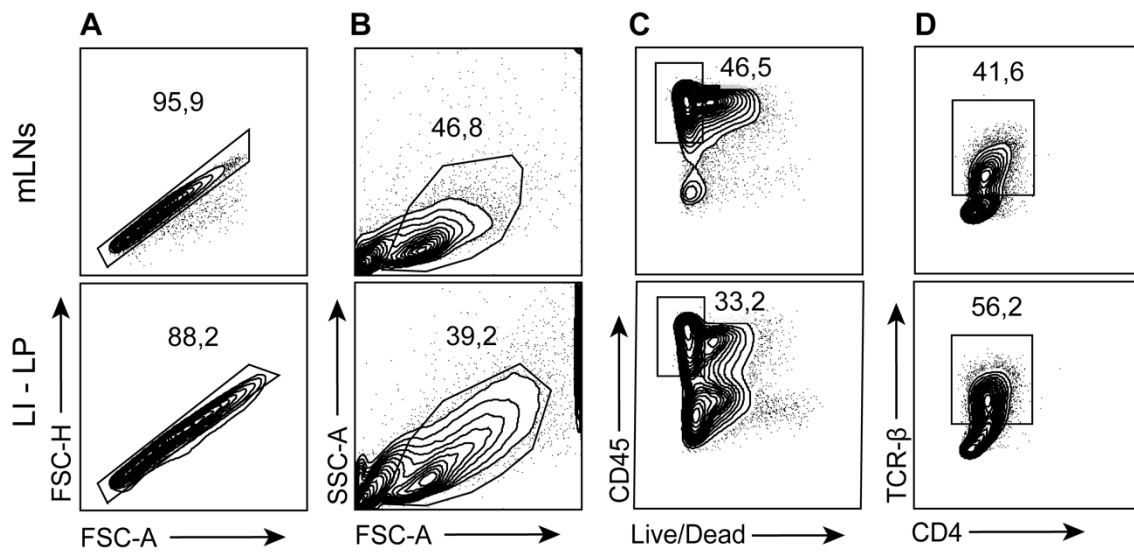 A B C D
mLNs
95,9 46,8 46,5 41,6
LI - LP
88,2 39,2 33,2 56,2
FSC-H SSC-A CD45 TCR-β
FSC-A FSC-A Live/Dead CD4